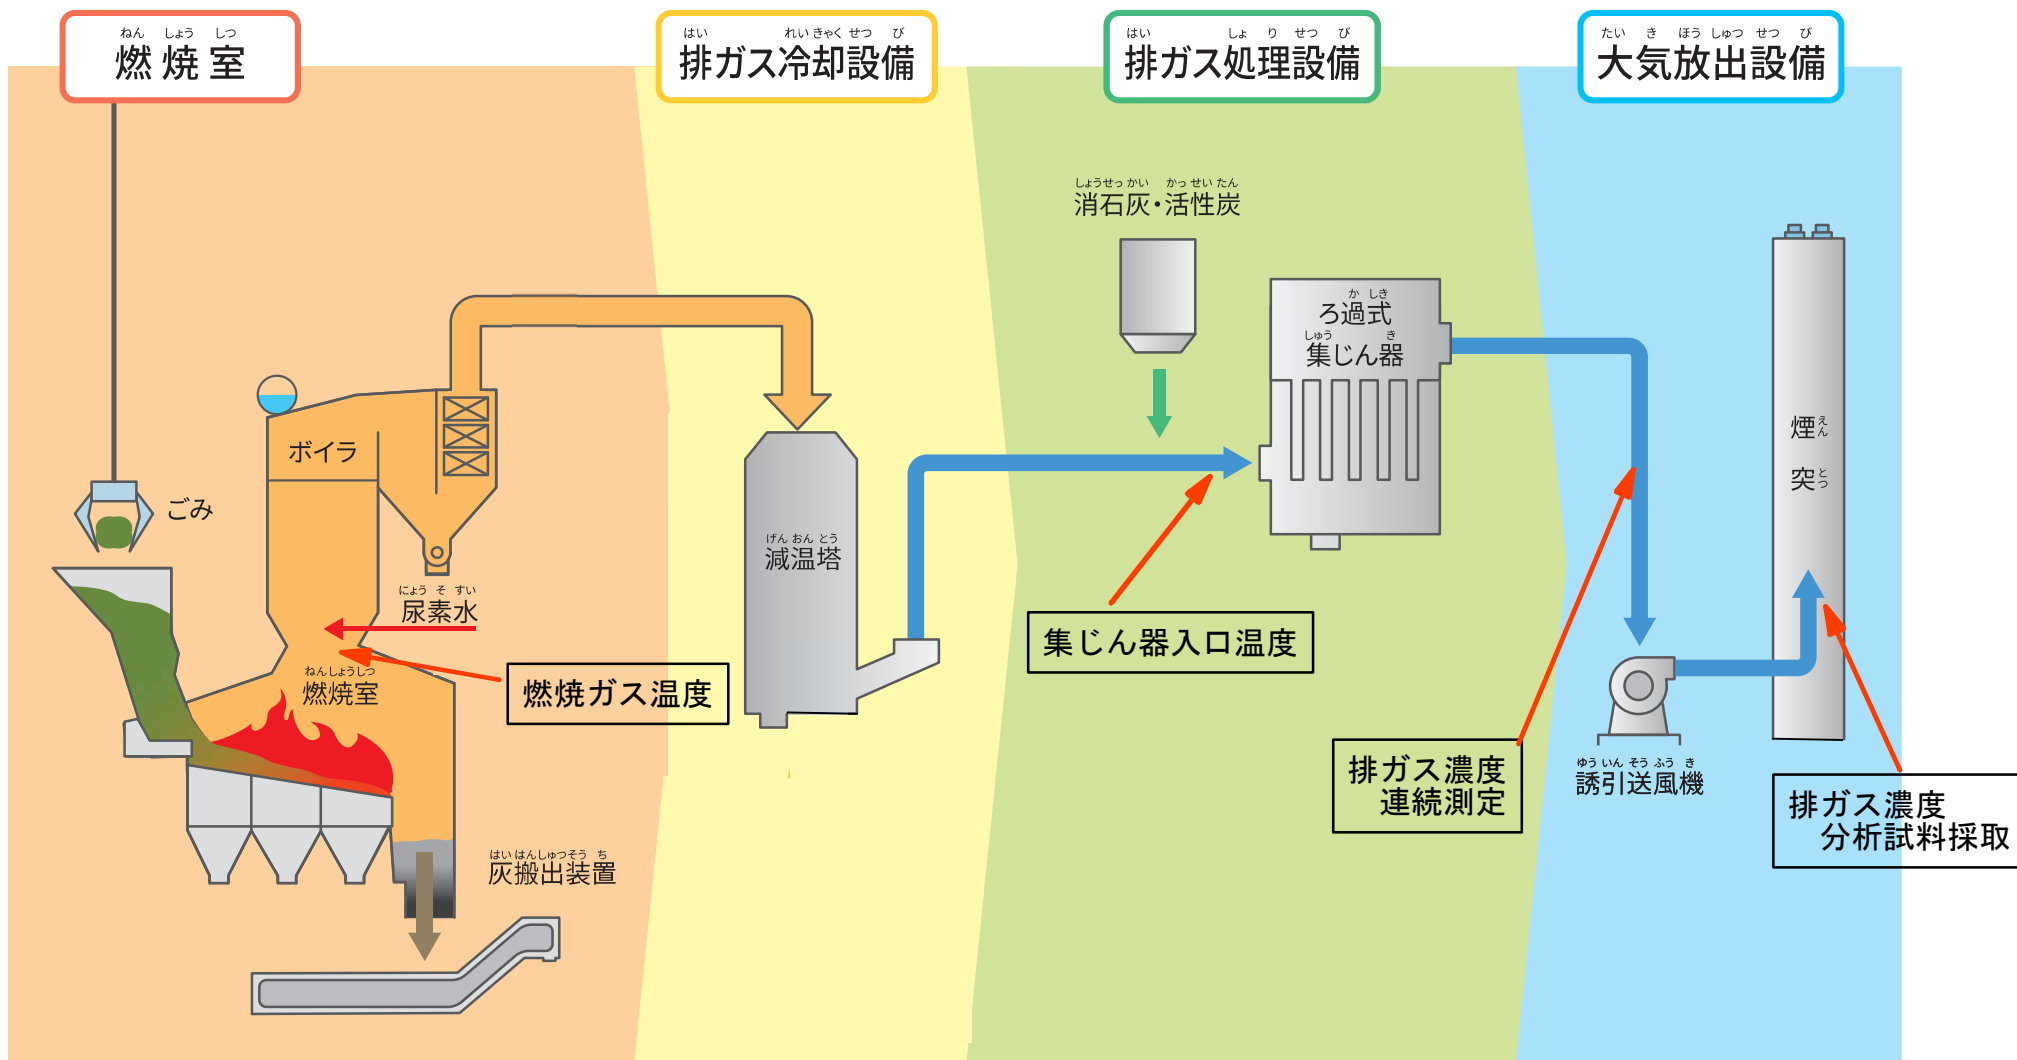 ねん しょう しつ
燃焼室
はい れいきゃくせつび
排ガス冷却設備
はい しょりせつび
排ガス処理設備
たいきほうしゅつせつび
大気放出設備
しょうせっかい かっせいたん
消石灰・活性炭
かしき
ろ過式
しゅう き
集じん器
ボイラ
ごみ
にょうそすい
尿素水
ねんしょうしつ
燃焼室
燃焼ガス温度
げんおんとう
減温塔
集じん器入口温度
えん
煙
とつ
突
排ガス濃度
連続測定
ゆういんそうふうき
誘引送風機
排ガス濃度
分析試料採取
はいはんしゅつそうち
灰搬出装置